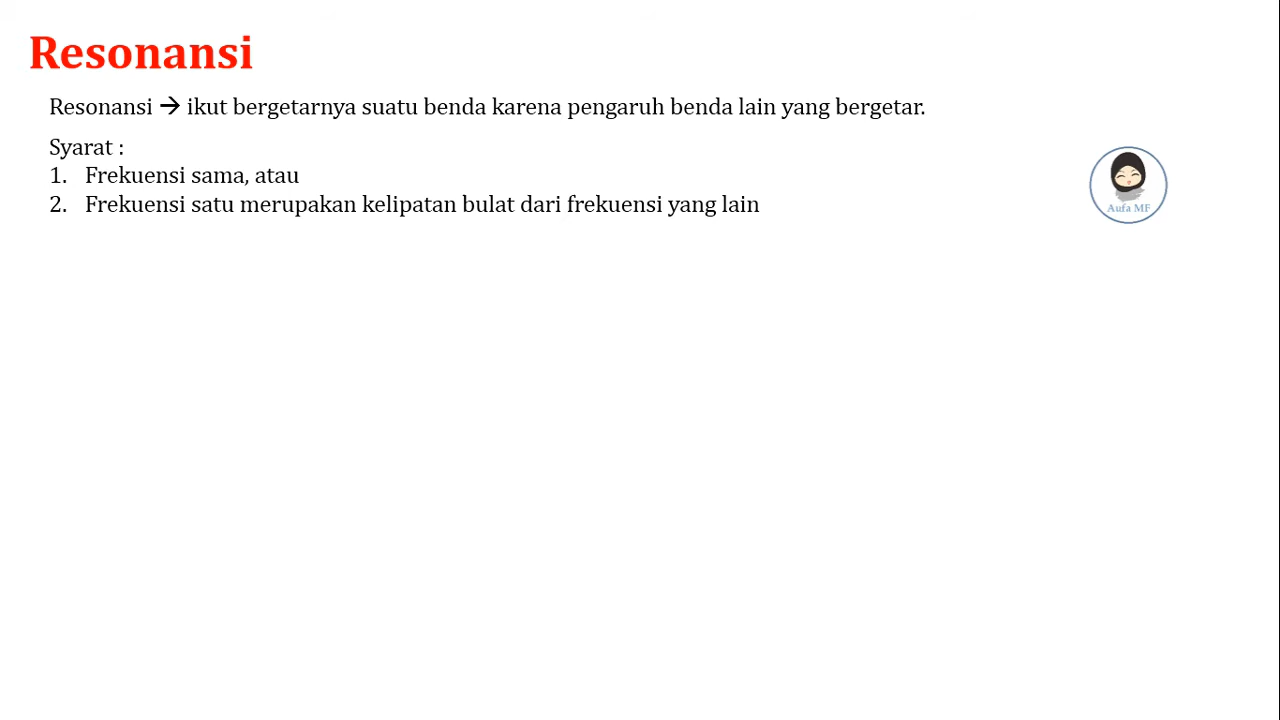 Resonansi
Resonansi → ikut bergetarnya suatu benda karena pengaruh benda lain yang bergetar.
Syarat :
1. Frekuensi sama, atau
2. Frekuensi satu merupakan kelipatan bulat dari frekuensi yang lain
Aufa MF